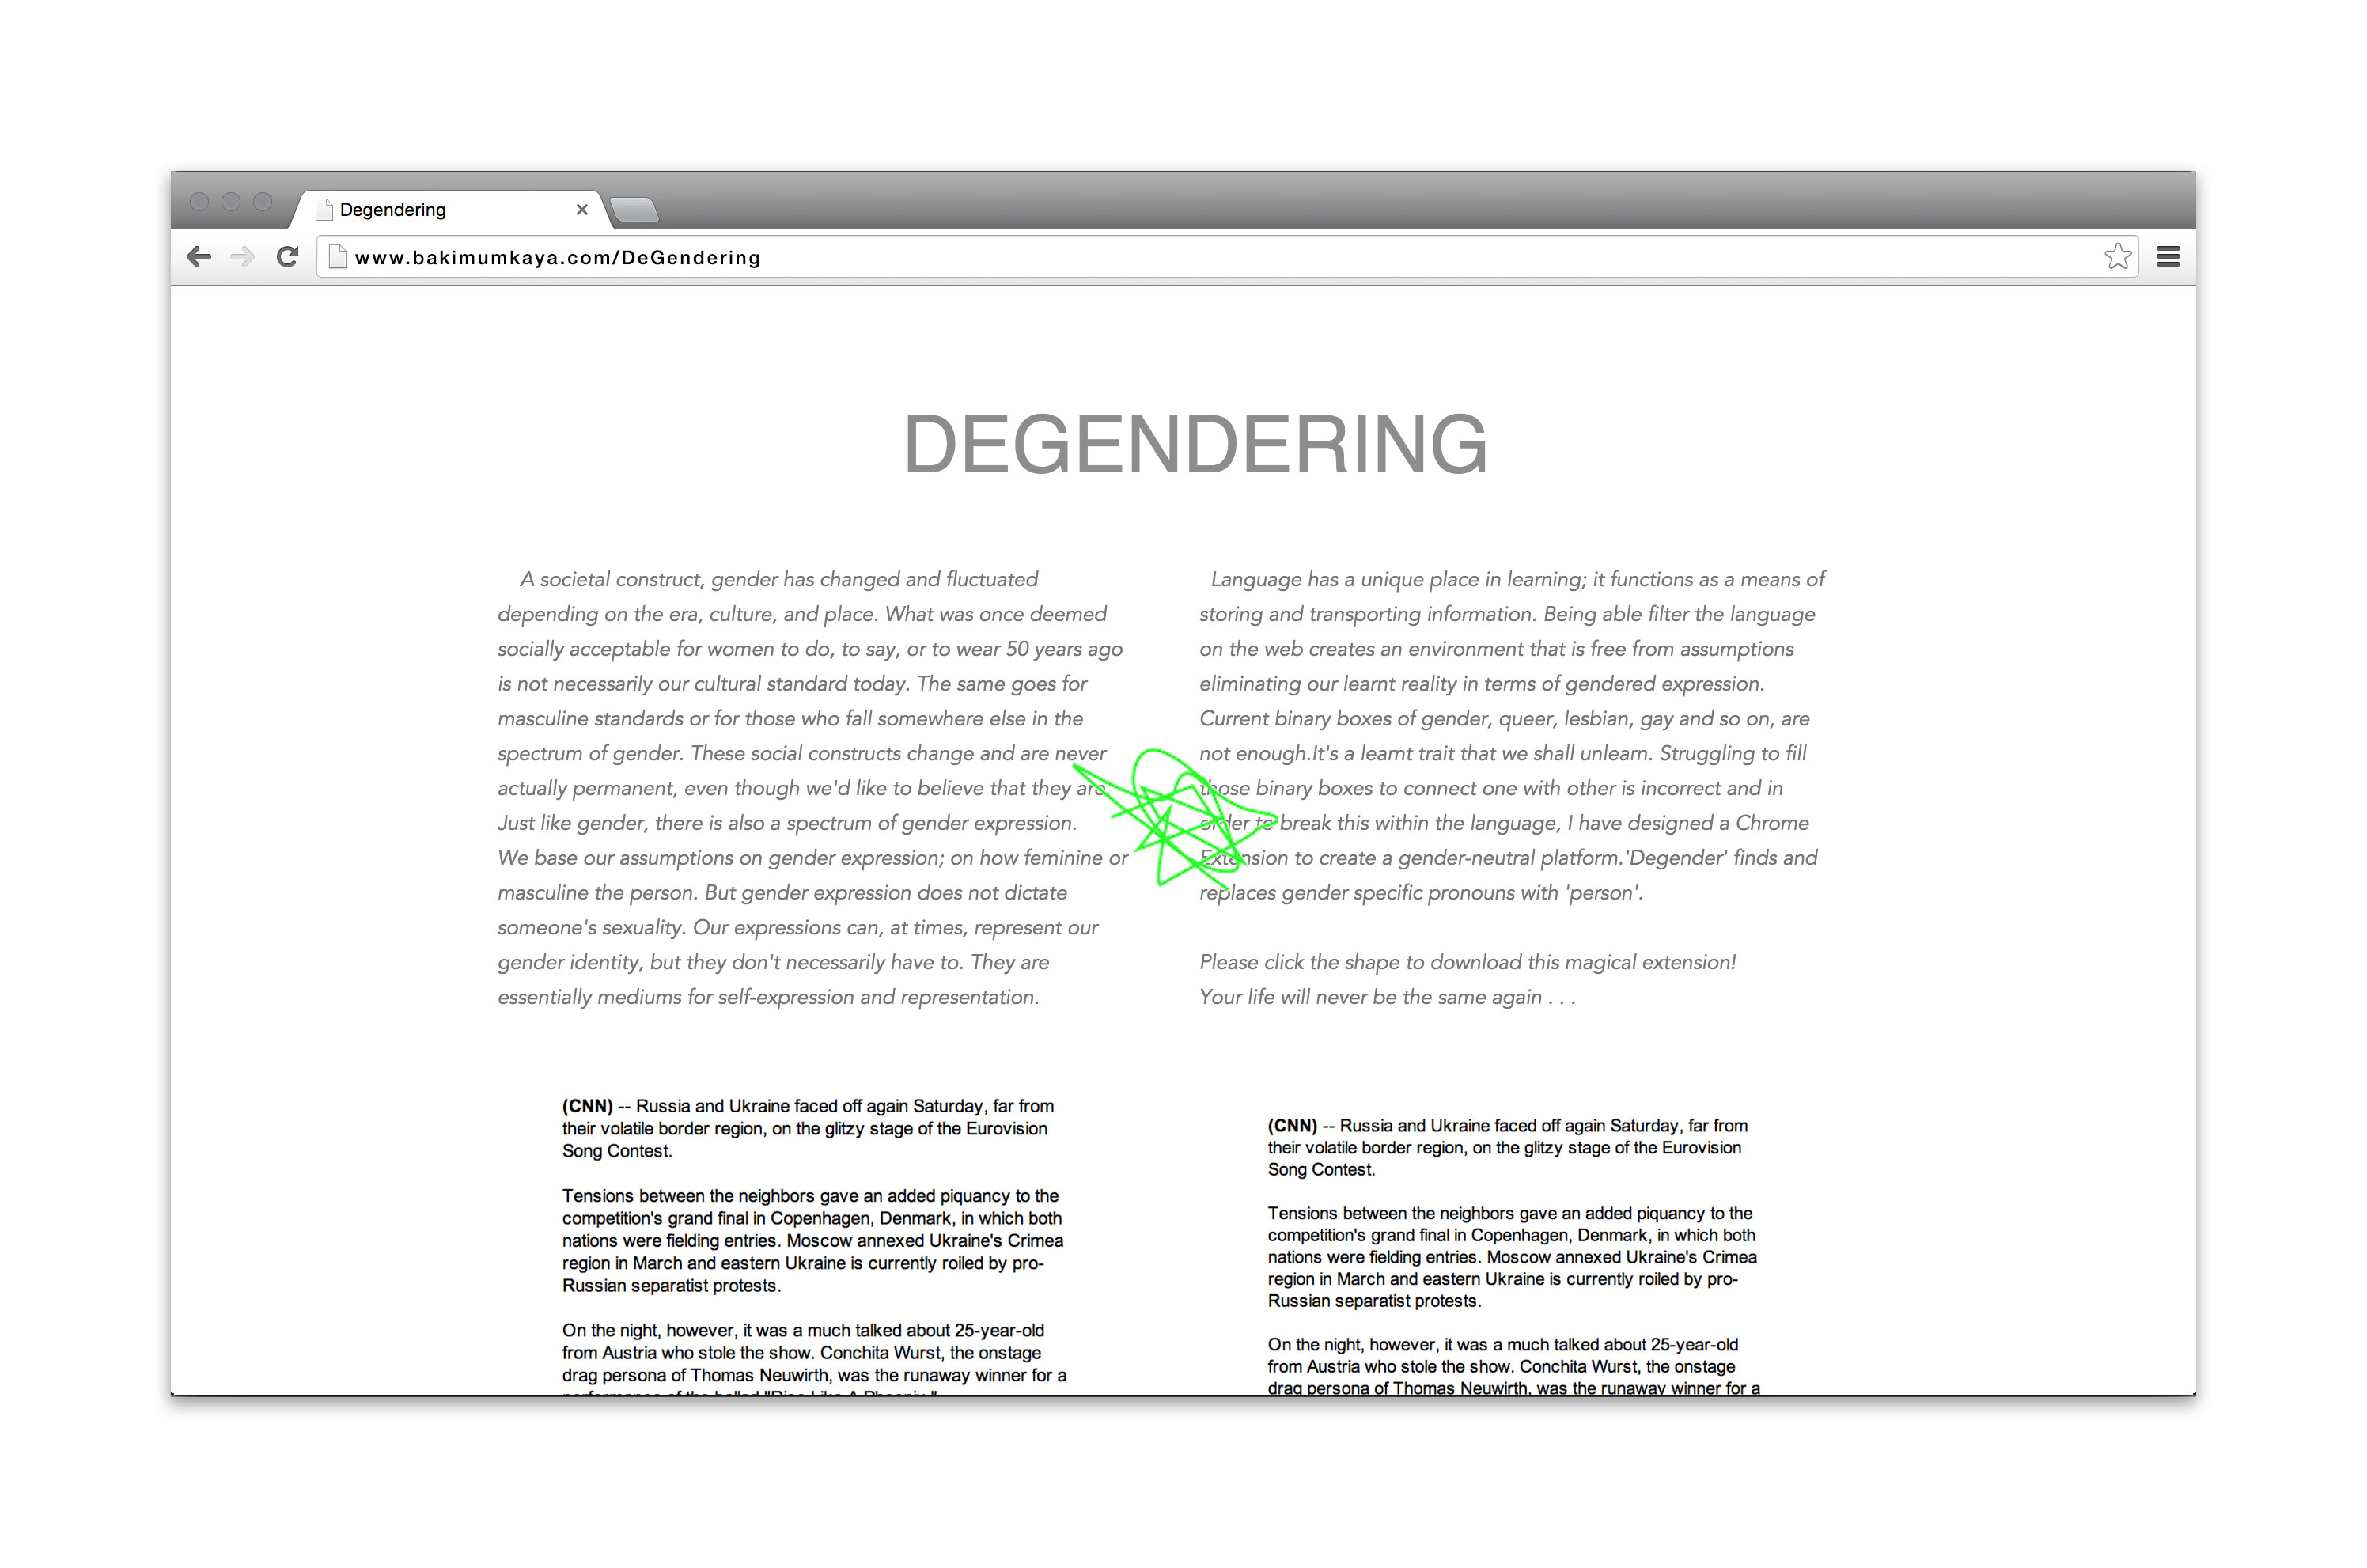 Degendering
www.bakimumkaya.com/DeGendering
DEGENDERING
A societal construct, gender has changed and fluctuated
depending on the era, culture, and place. What was once deemed
socially acceptable for women to do, to say, or to wear 50 years ago
is not necessarily our cultural standard today. The same goes for
masculine standards or for those who fall somewhere else in the
spectrum of gender. These social constructs change and are never
actually permanent, even though we'd like to believe that they are.
Just like gender, there is also a spectrum of gender expression.
We base our assumptions on gender expression; on how feminine or
masculine the person. But gender expression does not dictate
someone's sexuality. Our expressions can, at times, represent our
gender identity, but they don't necessarily have to. They are
essentially mediums for self-expression and representation.
Language has a unique place in learning; it functions as a means of
storing and transporting information. Being able filter the language
on the web creates an environment that is free from assumptions
eliminating our learnt reality in terms of gendered expression.
Current binary boxes of gender, queer, lesbian, gay and so on, are
not enough.It's a learnt trait that we shall unlearn. Struggling to fill
those binary boxes to connect one with other is incorrect and in
order to break this within the language, I have designed a Chrome
Extension to create a gender-neutral platform.'Degender' finds and
replaces gender specific pronouns with 'person'.
Please click the shape to download this magical extension!
Your life will never be the same again . . .
(CNN) -- Russia and Ukraine faced off again Saturday, far from
their volatile border region, on the glitzy stage of the Eurovision
Song Contest.
Tensions between the neighbors gave an added piquancy to the
competition's grand final in Copenhagen, Denmark, in which both
nations were fielding entries. Moscow annexed Ukraine's Crimea
region in March and eastern Ukraine is currently roiled by pro-
Russian separatist protests.
On the night, however, it was a much talked about 25-year-old
from Austria who stole the show. Conchita Wurst, the onstage
drag persona of Thomas Neuwirth, was the runaway winner for a
performance of the ballad "Rise Like A Phoenix."
(CNN) -- Russia and Ukraine faced off again Saturday, far from
their volatile border region, on the glitzy stage of the Eurovision
Song Contest.
Tensions between the neighbors gave an added piquancy to the
competition's grand final in Copenhagen, Denmark, in which both
nations were fielding entries. Moscow annexed Ukraine's Crimea
region in March and eastern Ukraine is currently roiled by pro-
Russian separatist protests.
On the night, however, it was a much talked about 25-year-old
from Austria who stole the show. Conchita Wurst, the onstage
drag persona of Thomas Neuwirth, was the runaway winner for a